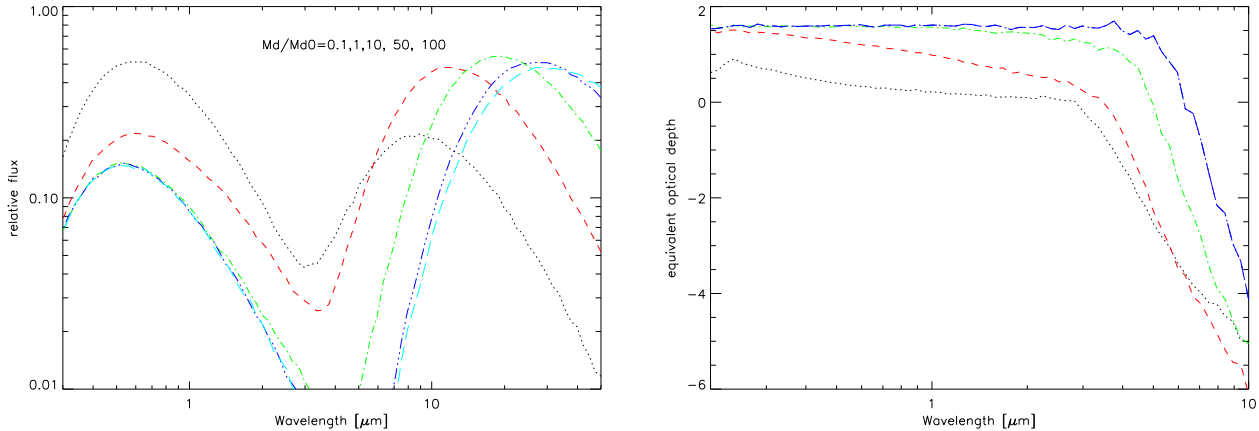 1.00
0.10
0.01
relative flux
Md/Md0=0.1,1,10, 50, 100
1
10
Wavelength [μm]
2
0
−2
−4
−6
equivalent optical depth
1
10
Wavelength [μm]